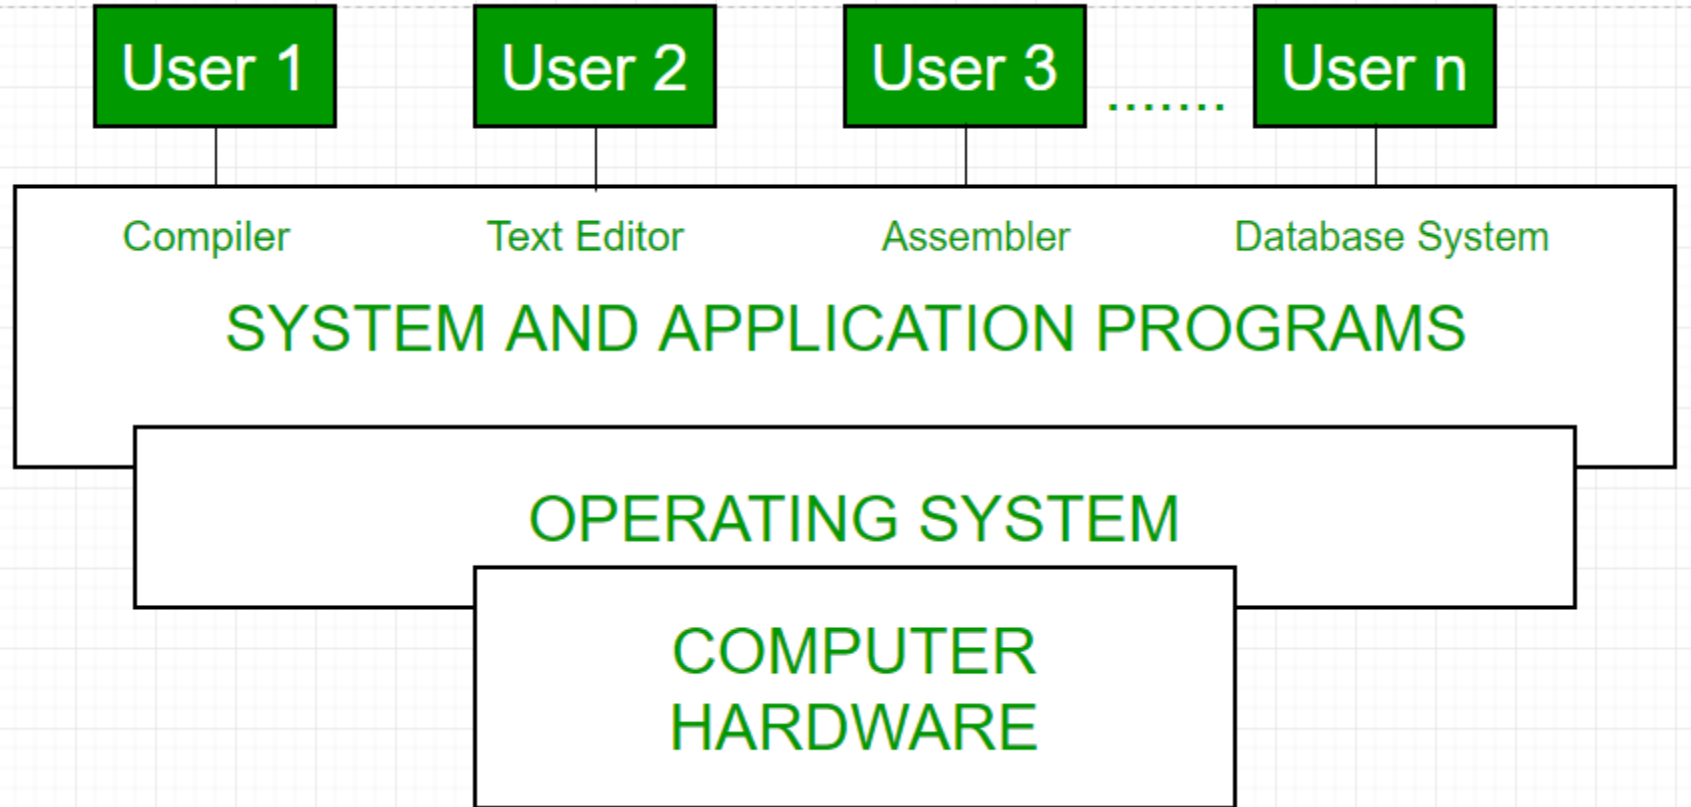 User 1 User 2 User 3 ....... User n
Compiler Text Editor Assembler Database System
SYSTEM AND APPLICATION PROGRAMS
OPERATING SYSTEM
COMPUTER
HARDWARE